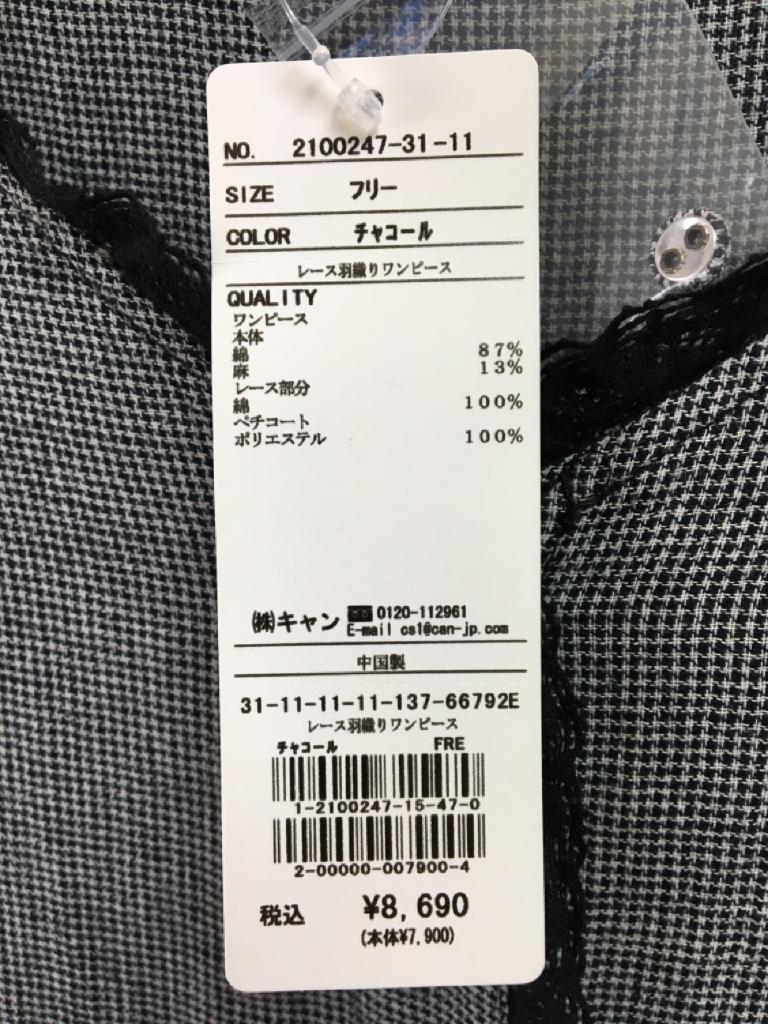 NO. 2100247-31-11
SIZE フリー
COLOR チャコール
レース羽織りワンピース
QUALITY
ワンピース
本体
綿 87%
麻 13%
レース部分
綿 100%
ペチコート
ポリエステル 100%
㈱キャン 0120-112961
E-mail cs1@can-jp.com
中国製
31-11-11-11-137-66792E
レース羽織りワンピース
チャコール FRE
1-2100247-15-47-0
2-00000-007900-4
税込 ¥8,690
(本体¥7,900)